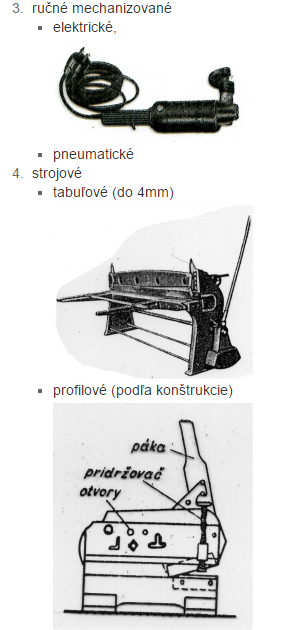 3. ručné mechanizované
▪ elektrické,
▪ pneumatické
4. strojové
▪ tabuľové (do 4mm)
▪ profilové (podľa konštrukcie)
páka
pridržovač
otvory